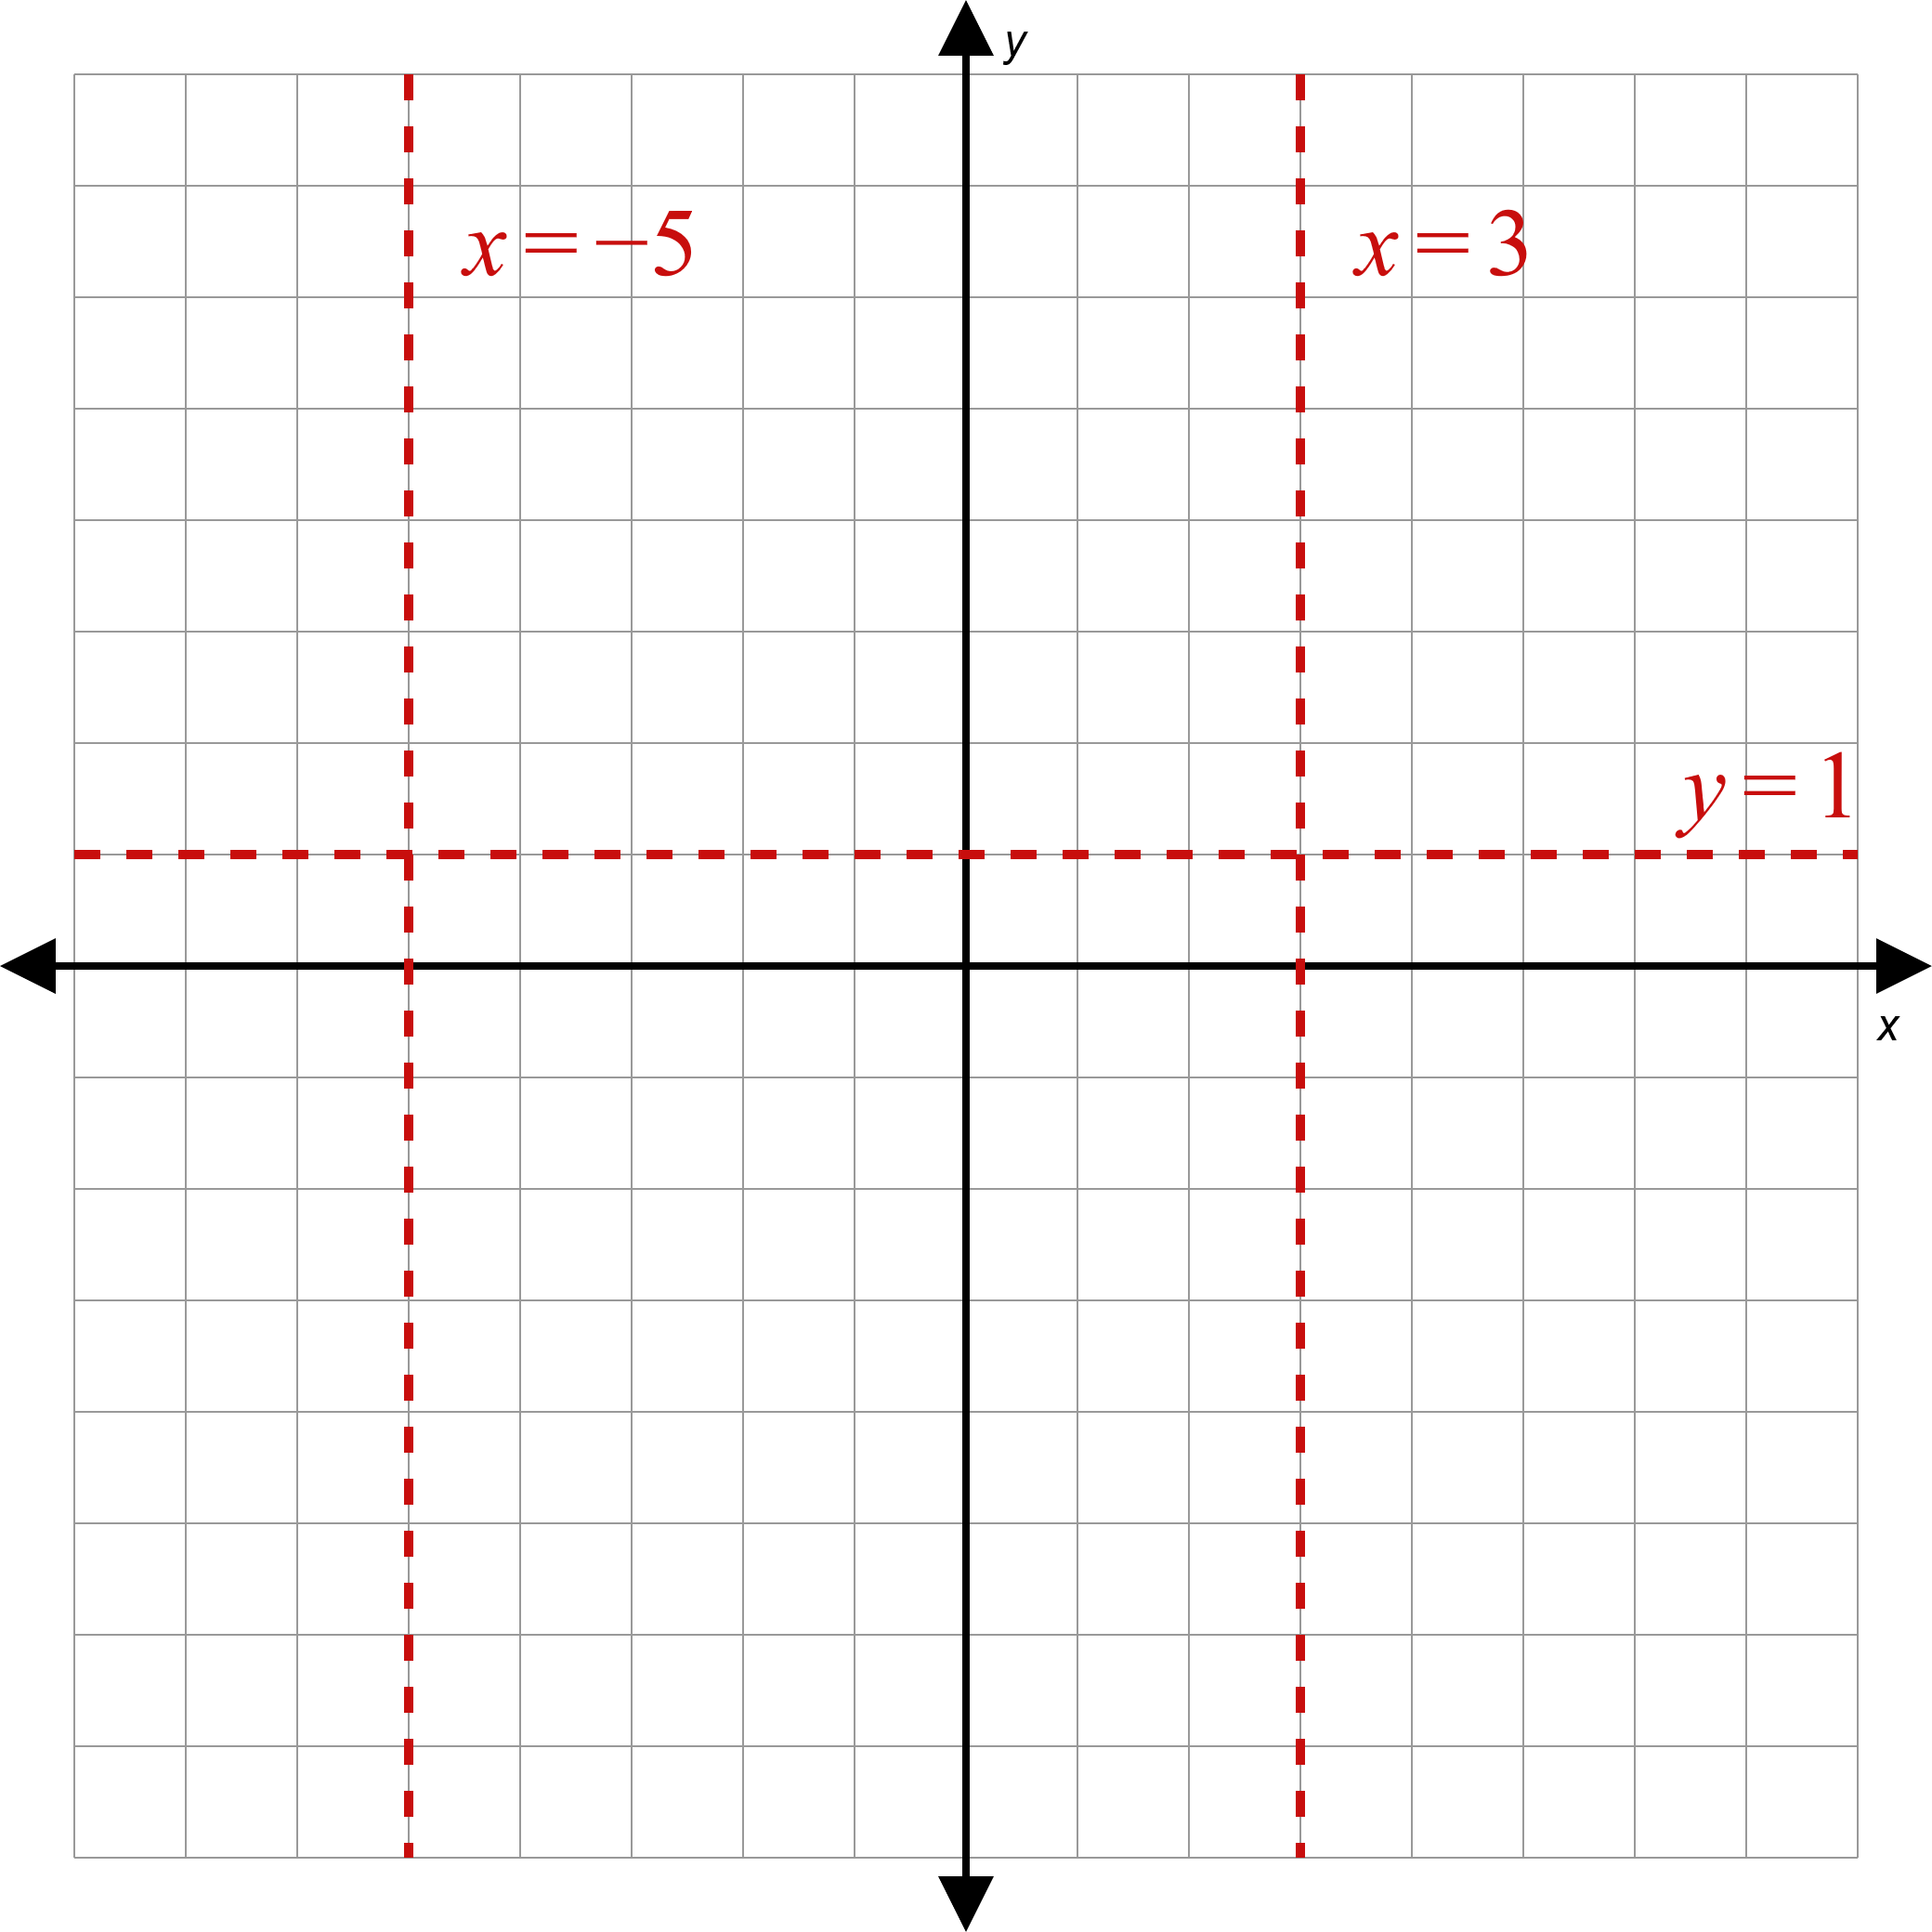 y
x = −5
x = 3
y = 1
x